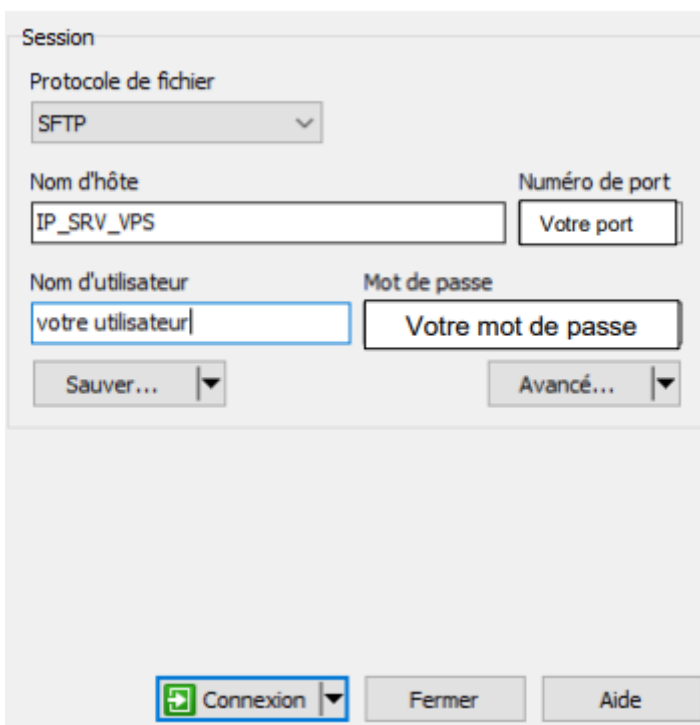 Session
Protocole de fichier
SFTP
Nom d'hôte Numéro de port
IP_SRV_VPS Votre port
Nom d'utilisateur Mot de passe
votre utilisateur Votre mot de passe
Sauver... Avancé...
Connexion Fermer Aide